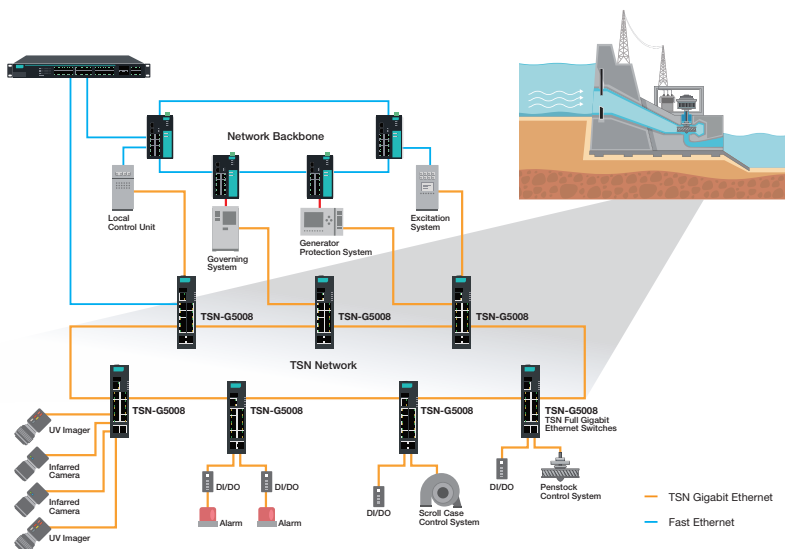 Network Backbone
Local
Control Unit
Governing
System
Generator
Protection System
Excitation
System
TSN-G5008
TSN-G5008
TSN-G5008
TSN Network
TSN-G5008
TSN-G5008
TSN-G5008
TSN-G5008
TSN Full Gigabit
Ethernet Switches
UV Imager
Infarred
Camera
Infarred
Camera
UV Imager
DI/DO
DI/DO
Alarm
Alarm
DI/DO
Scroll Case
Control System
DI/DO
Penstock
Control System
TSN Gigabit Ethernet
Fast Ethernet